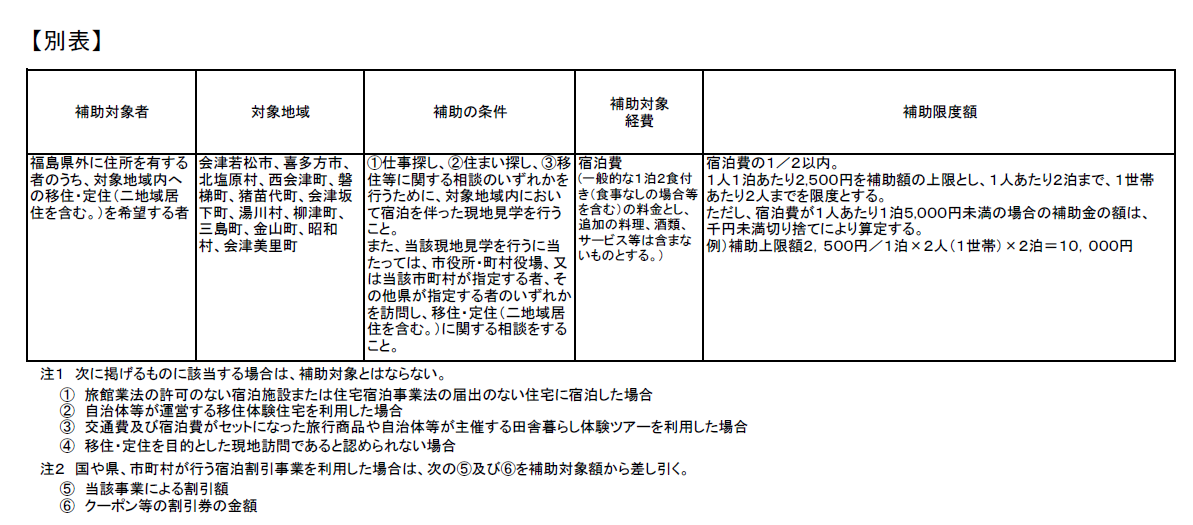 【別表】
補助対象者
対象地域
補助の条件
補助対象
経費
補助限度額
福島県外に住所を有する
者のうち、対象地域内へ
の移住・定住(二地域居
住を含む。)を希望する者
会津若松市、喜多方市、
北塩原村、西会津町、磐
梯町、猪苗代町、会津坂
下町、湯川村、柳津町、
三島町、金山町、昭和
村、会津美里町
①仕事探し、②住まい探し、③移
住等に関する相談のいずれかを
行うために、対象地域内におい
て宿泊を伴った現地見学を行う
こと。
また、当該現地見学を行うに当
たっては、市役所・町村役場、又
は当該市町村が指定する者、そ
の他県が指定する者のいずれか
を訪問し、移住・定住(二地域居
住を含む。)に関する相談をする
こと。
宿泊費
(一般的な1泊2食付
き(食事なしの場合等
を含む)の料金とし、
追加の料理、酒類、
サービス等は含まな
いものとする。)
宿泊費の1/2以内。
1人1泊あたり2,500円を補助額の上限とし、1人あたり2泊まで、1世帯
あたり2人までを限度とする。
ただし、宿泊費が1人あたり1泊5,000円未満の場合の補助金の額は、
千円未満切り捨てにより算定する。
例)補助上限額2,500円/1泊×2人(1世帯)×2泊=10,000円
注1 次に掲げるものに該当する場合は、補助対象とはならない。
① 旅館業法の許可のない宿泊施設または住宅宿泊事業法の届出のない住宅に宿泊した場合
② 自治体等が運営する移住体験住宅を利用した場合
③ 交通費及び宿泊費がセットになった旅行商品や自治体等が主催する田舎暮らし体験ツアーを利用した場合
④ 移住・定住を目的とした現地訪問であると認められない場合
注2 国や県、市町村が行う宿泊割引事業を利用した場合は、次の⑤及び⑥を補助対象額から差し引く。
⑤ 当該事業による割引額
⑥ クーポン等の割引券の金額